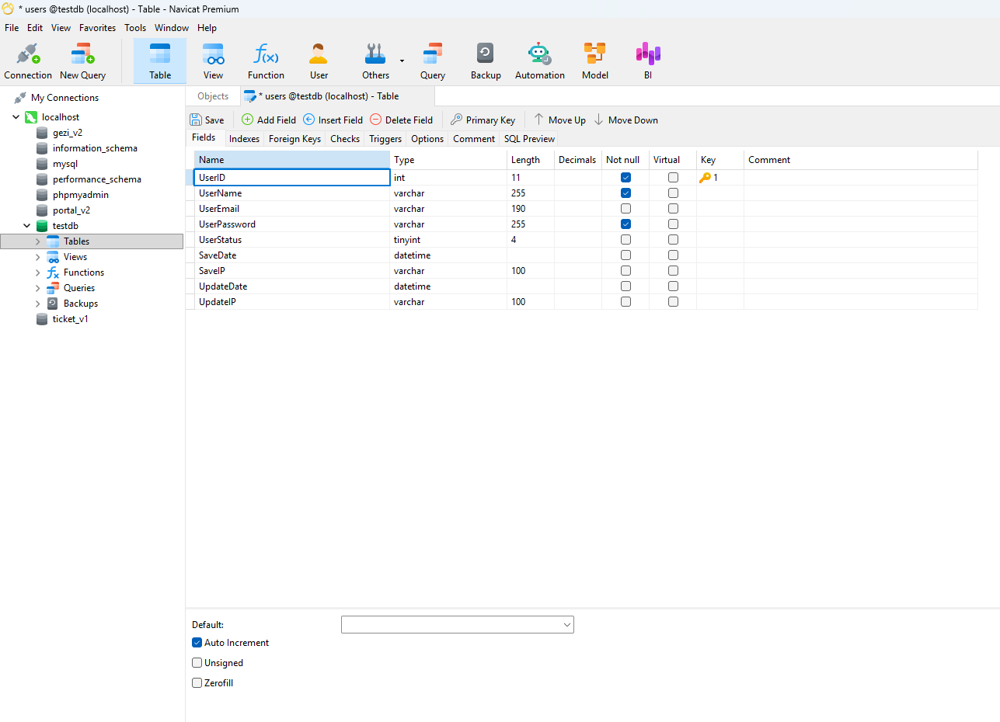 * users @testdb (localhost) - Table - Navicat Premium
File Edit View Favorites Tools Window Help
Connection New Query Table View Function User Others Query Backup Automation Model BI
My Connections
localhost
gezi_v2
information_schema
mysql
performance_schema
phpmyadmin
portal_v2
testdb
Tables
Views
Functions
Queries
Backups
ticket_v1
Objects * users @testdb (localhost) - Table
Save Add Field Insert Field Delete Field Primary Key Move Up Move Down
Fields Indexes Foreign Keys Checks Triggers Options Comment SQL Preview
Name Type Length Decimals Not null Virtual Key Comment
UserID int 11 1
UserName varchar 255
UserEmail varchar 190
UserPassword varchar 255
UserStatus tinyint 4
SaveDate datetime
SaveIP varchar 100
UpdateDate datetime
UpdateIP varchar 100
Default:
Auto Increment
Unsigned
Zerofill